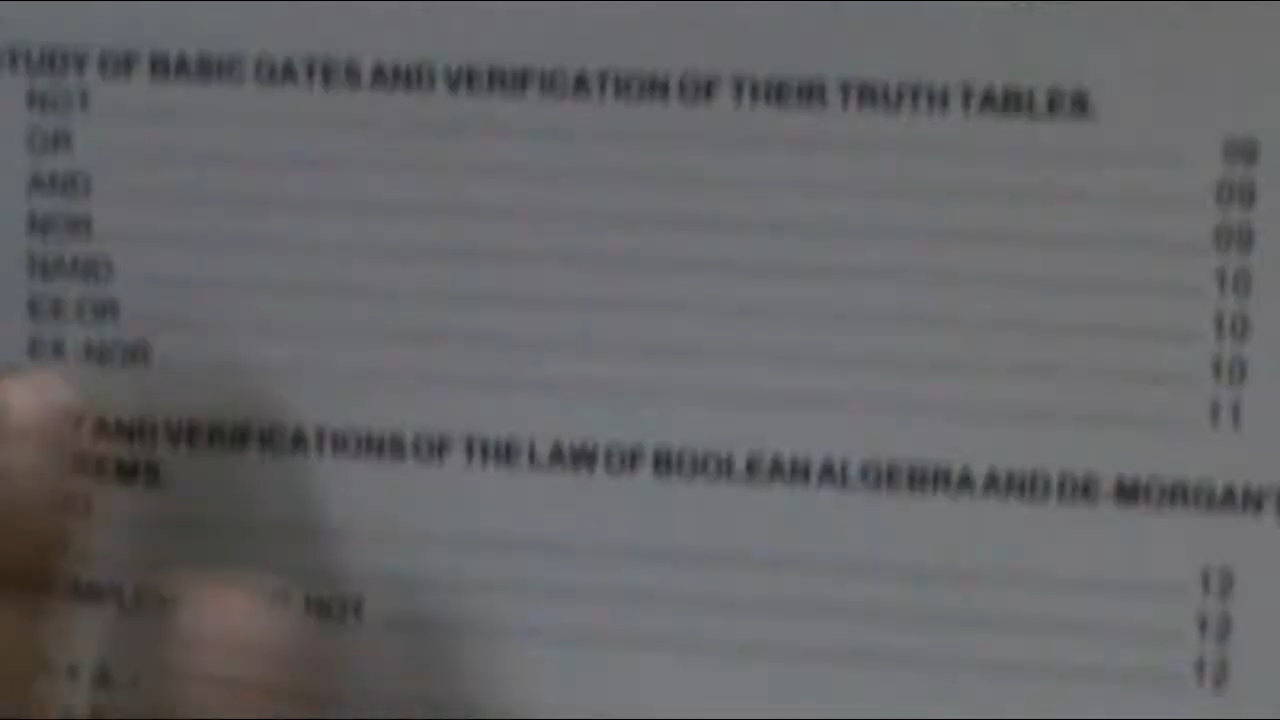 STUDY OF BASIC GATES AND VERIFICATION OF THEIR TRUTH TABLES.
NOT 09
OR 09
AND 09
NOR 10
NAND 10
EX-OR 10
EX-NOR 11
AND VERIFICATIONS OF THE LAW OF BOOLEAN ALGEBRA AND DE-MORGAN'S
12
NOT 12
12